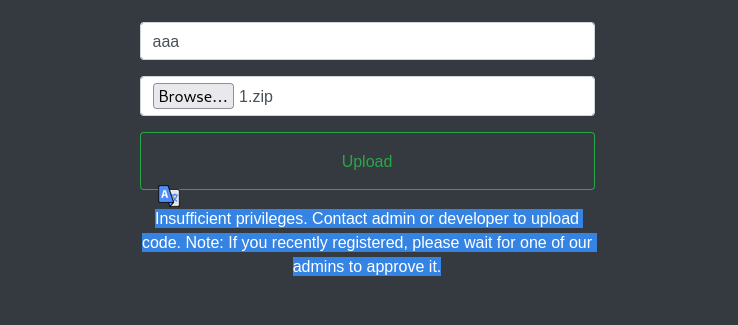 aaa
Browse... 1.zip
Upload
A
Insufficient privileges. Contact admin or developer to upload
code. Note: If you recently registered, please wait for one of our
admins to approve it.